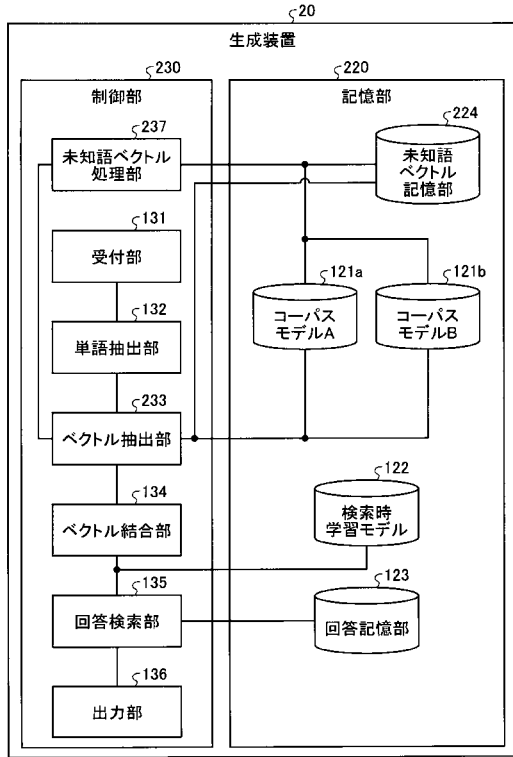 20
生成装置
230
制御部
220
記憶部
237
未知語ベクトル
処理部
224
未知語
ベクトル
記憶部
131
受付部
121a
コーパス
モデルA
121b
コーパス
モデルB
132
単語抽出部
233
ベクトル抽出部
134
ベクトル結合部
122
検索時
学習モデル
135
回答検索部
123
回答記憶部
136
出力部